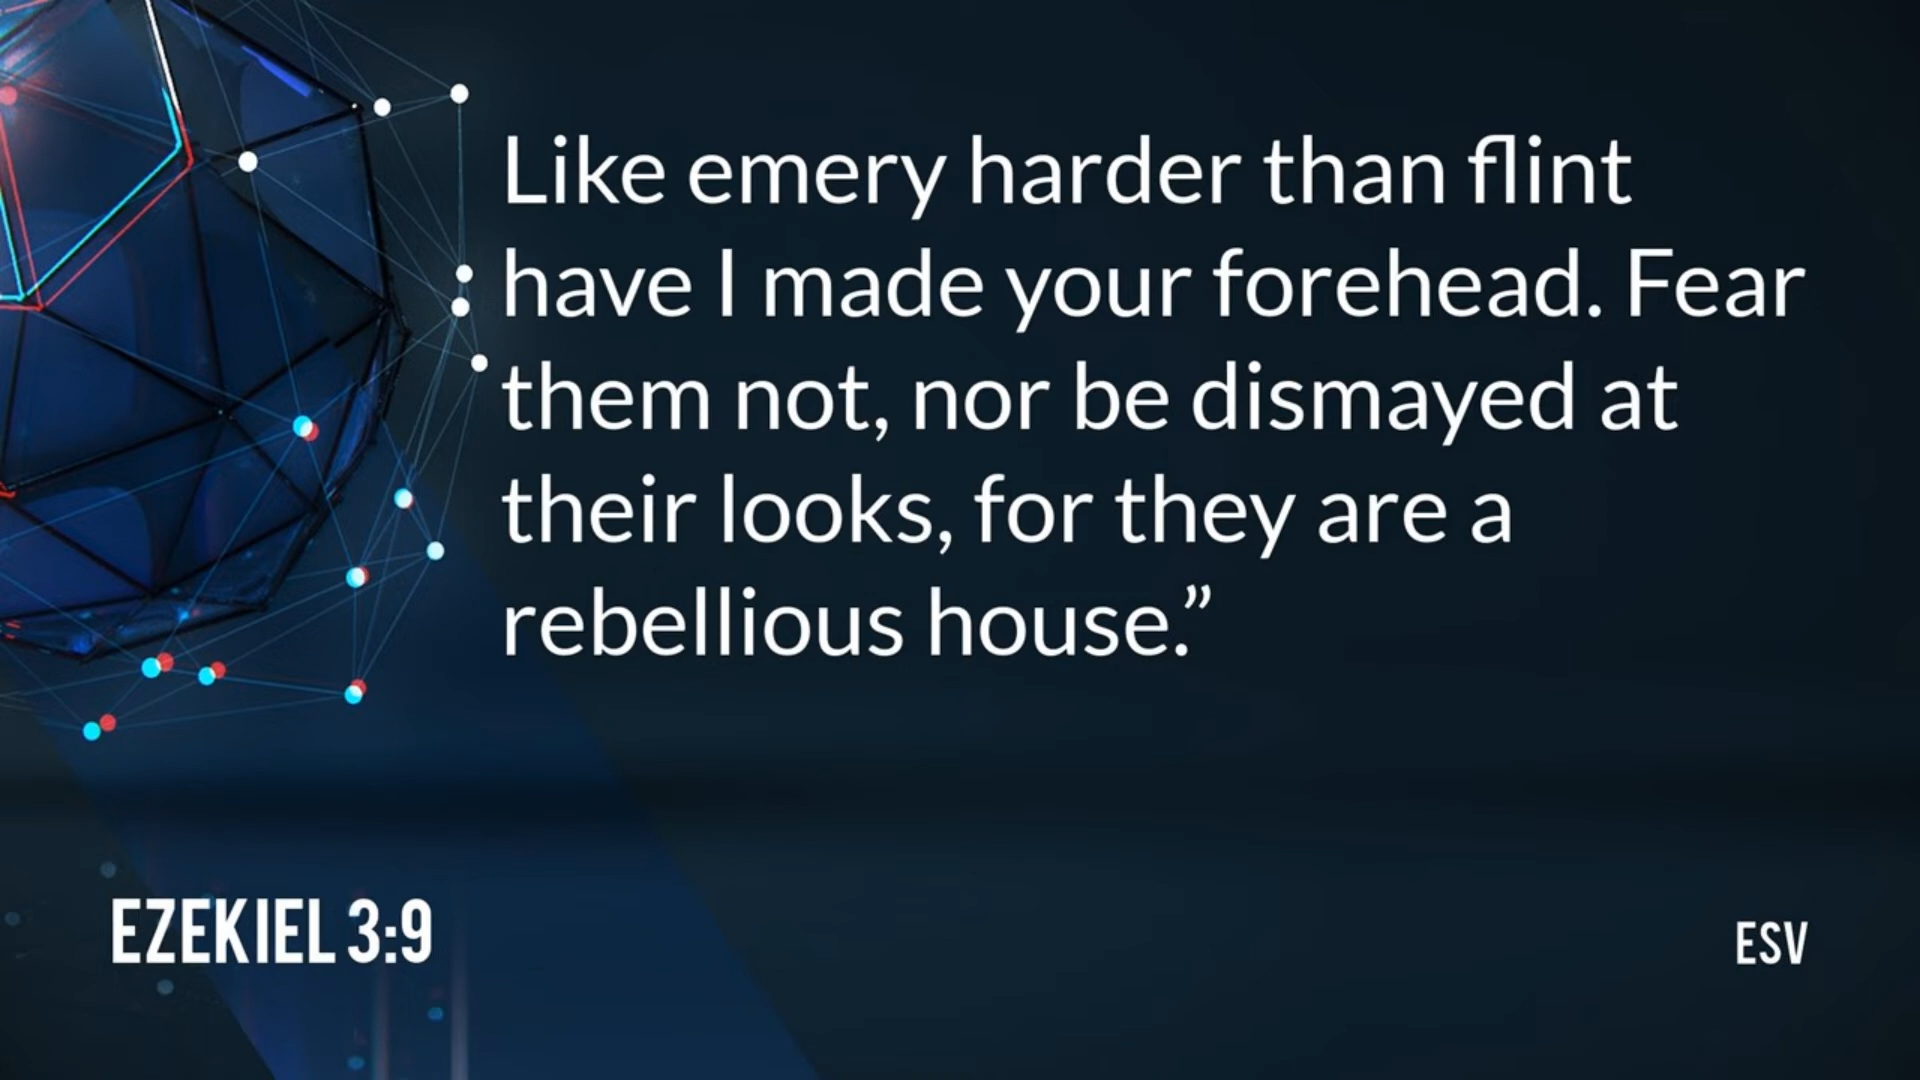 Like emery harder than flint
have I made your forehead. Fear
them not, nor be dismayed at
their looks, for they are a
rebellious house.”
EZEKIEL 3:9
ESV